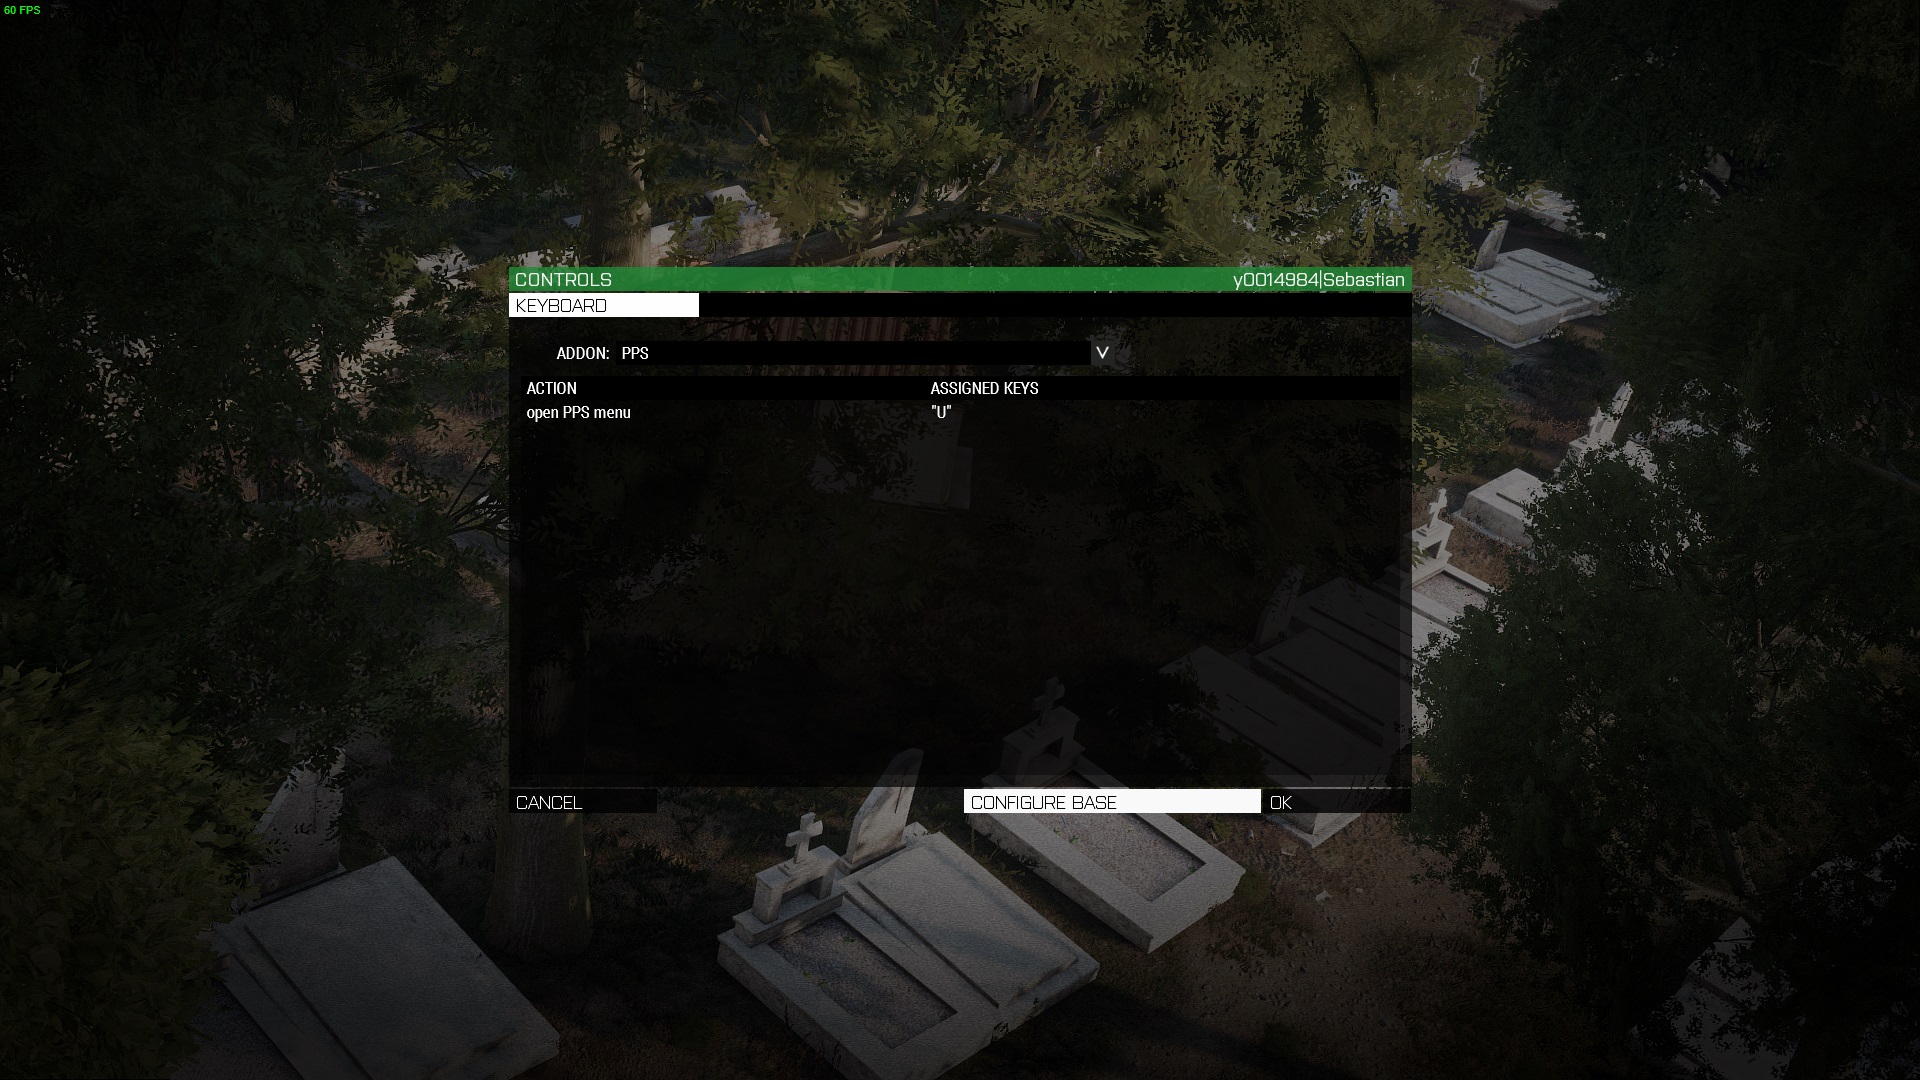 60 FPS
CONTROLS y0014984|Sebastian
KEYBOARD
ADDON: PPS
ACTION ASSIGNED KEYS
open PPS menu "U"
CANCEL CONFIGURE BASE OK